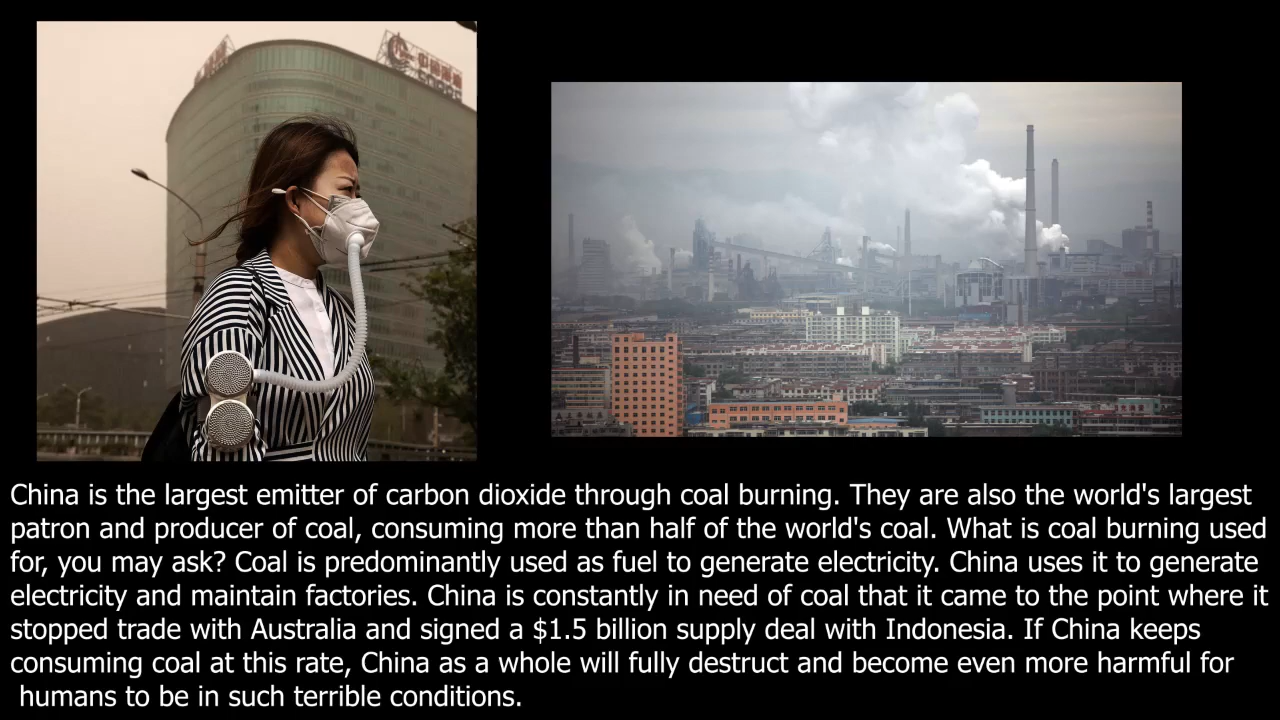 China is the largest emitter of carbon dioxide through coal burning. They are also the world's largest
patron and producer of coal, consuming more than half of the world's coal. What is coal burning used
for, you may ask? Coal is predominantly used as fuel to generate electricity. China uses it to generate
electricity and maintain factories. China is constantly in need of coal that it came to the point where it
stopped trade with Australia and signed a $1.5 billion supply deal with Indonesia. If China keeps
consuming coal at this rate, China as a whole will fully destruct and become even more harmful for
humans to be in such terrible conditions.